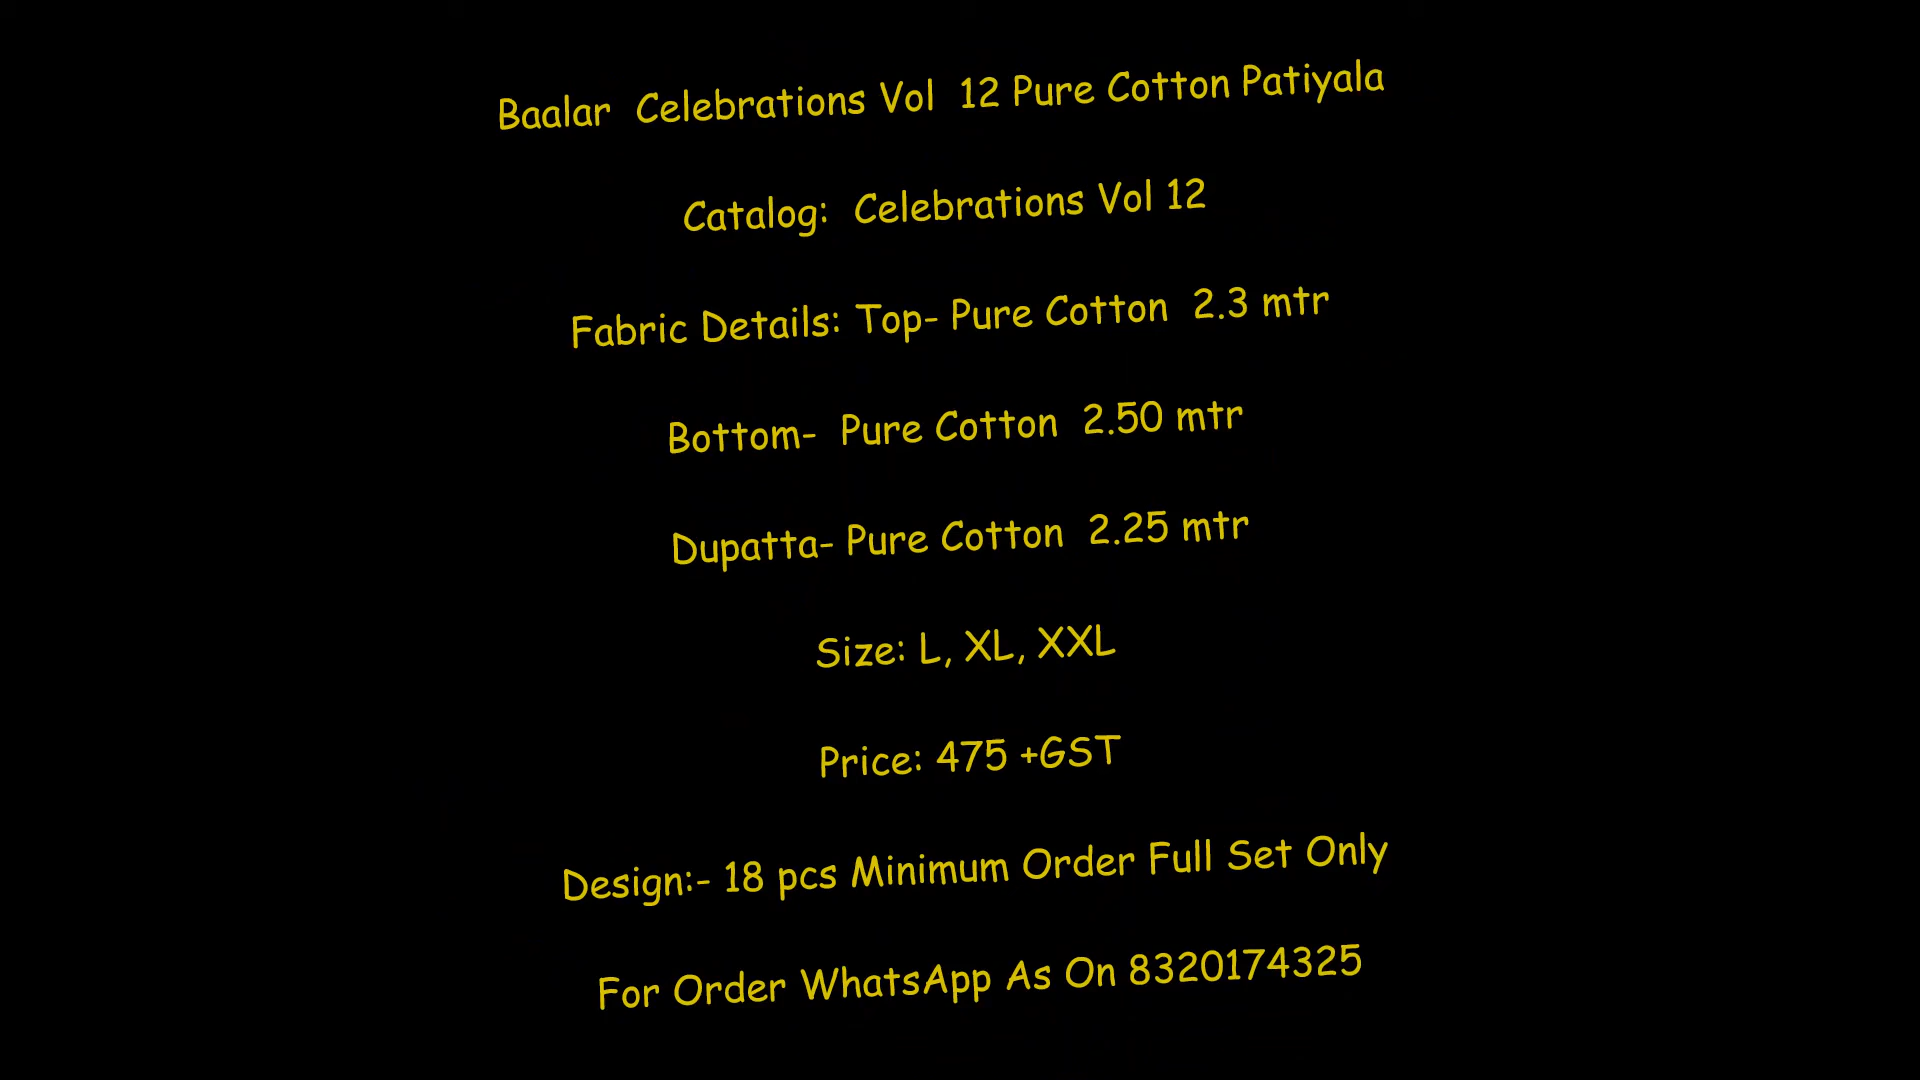 Baalar  Celebrations Vol  12 Pure Cotton Patiyala
Catalog:  Celebrations Vol 12
Fabric Details: Top- Pure Cotton  2.3 mtr
Bottom-  Pure Cotton  2.50 mtr
Dupatta- Pure Cotton  2.25 mtr
Size: L, XL, XXL
Price: 475 +GST
Design:- 18 pcs Minimum Order Full Set Only
For Order WhatsApp As On 8320174325